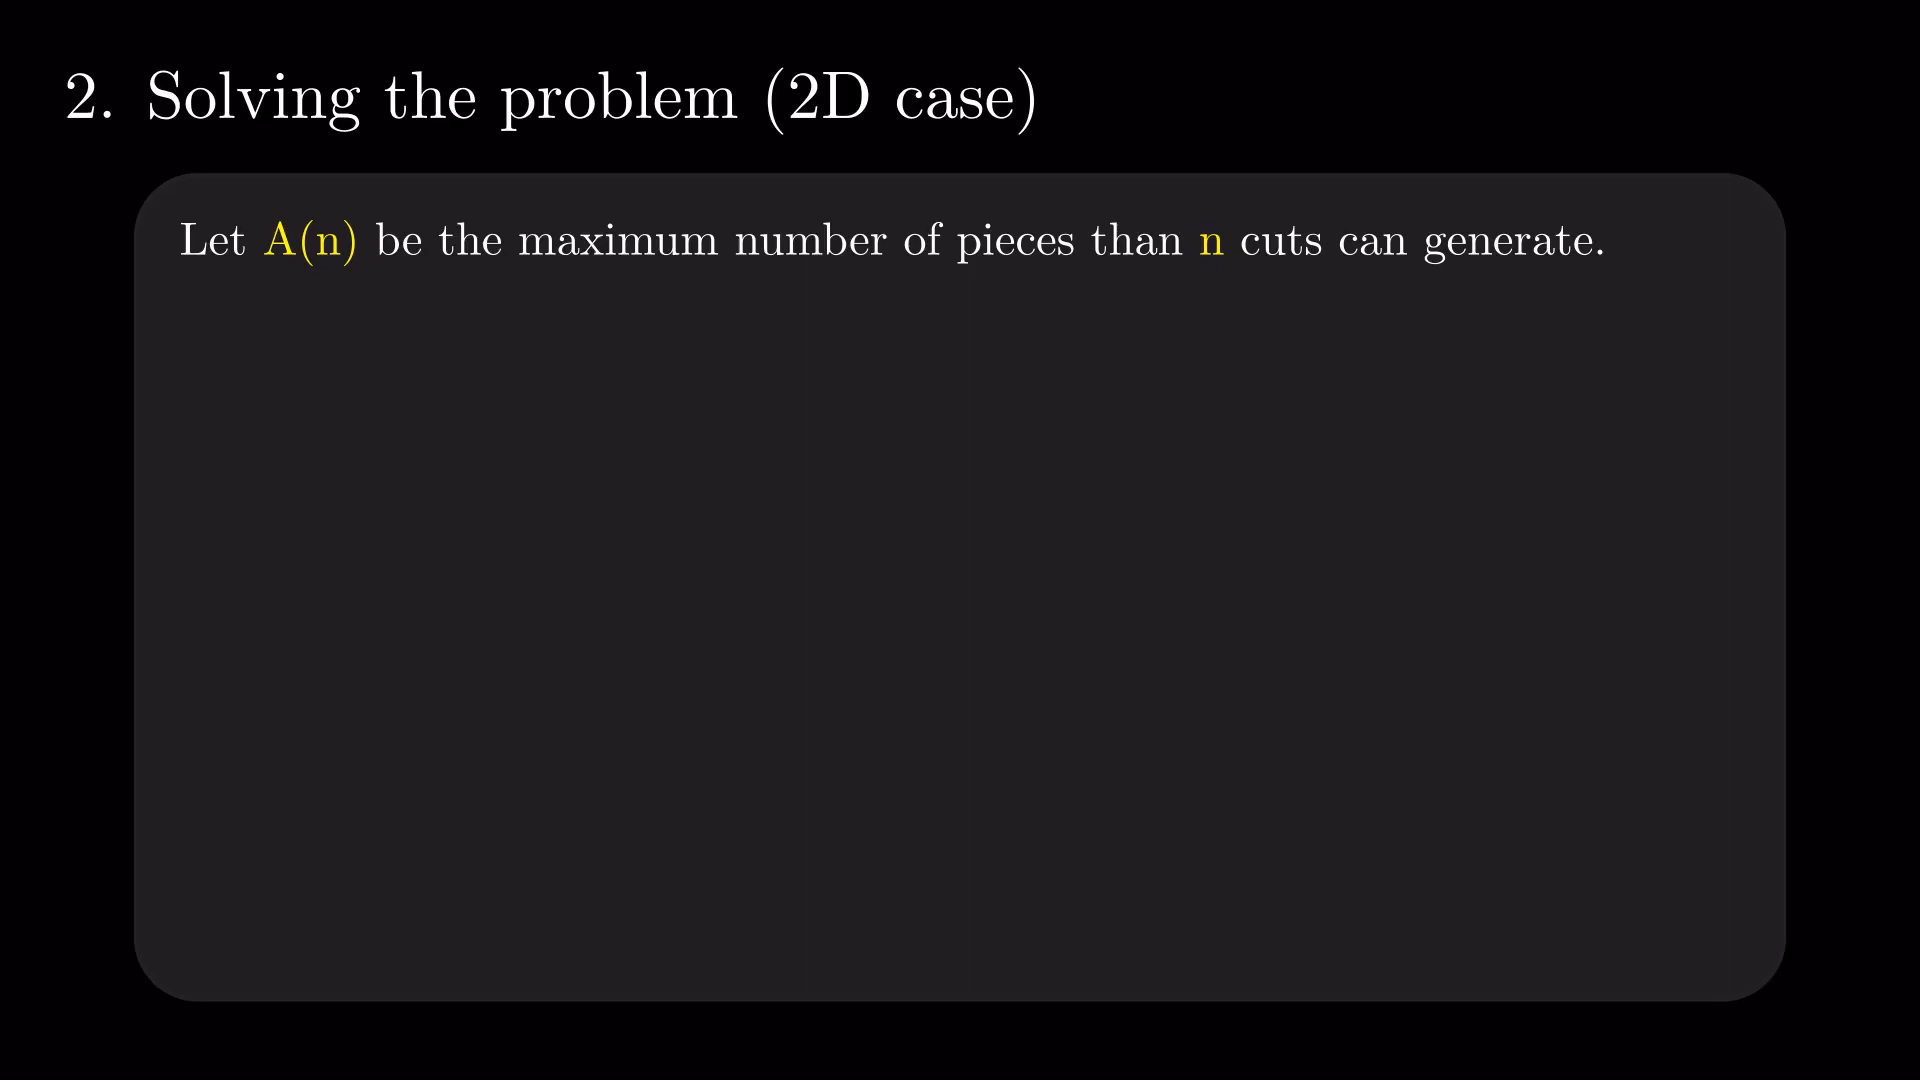 2. Solving the problem (2D case)
Let A(n) be the maximum number of pieces than n cuts can generate.